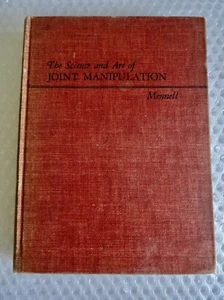 The Science and Art of
JOINT MANIPULATION
Mennell